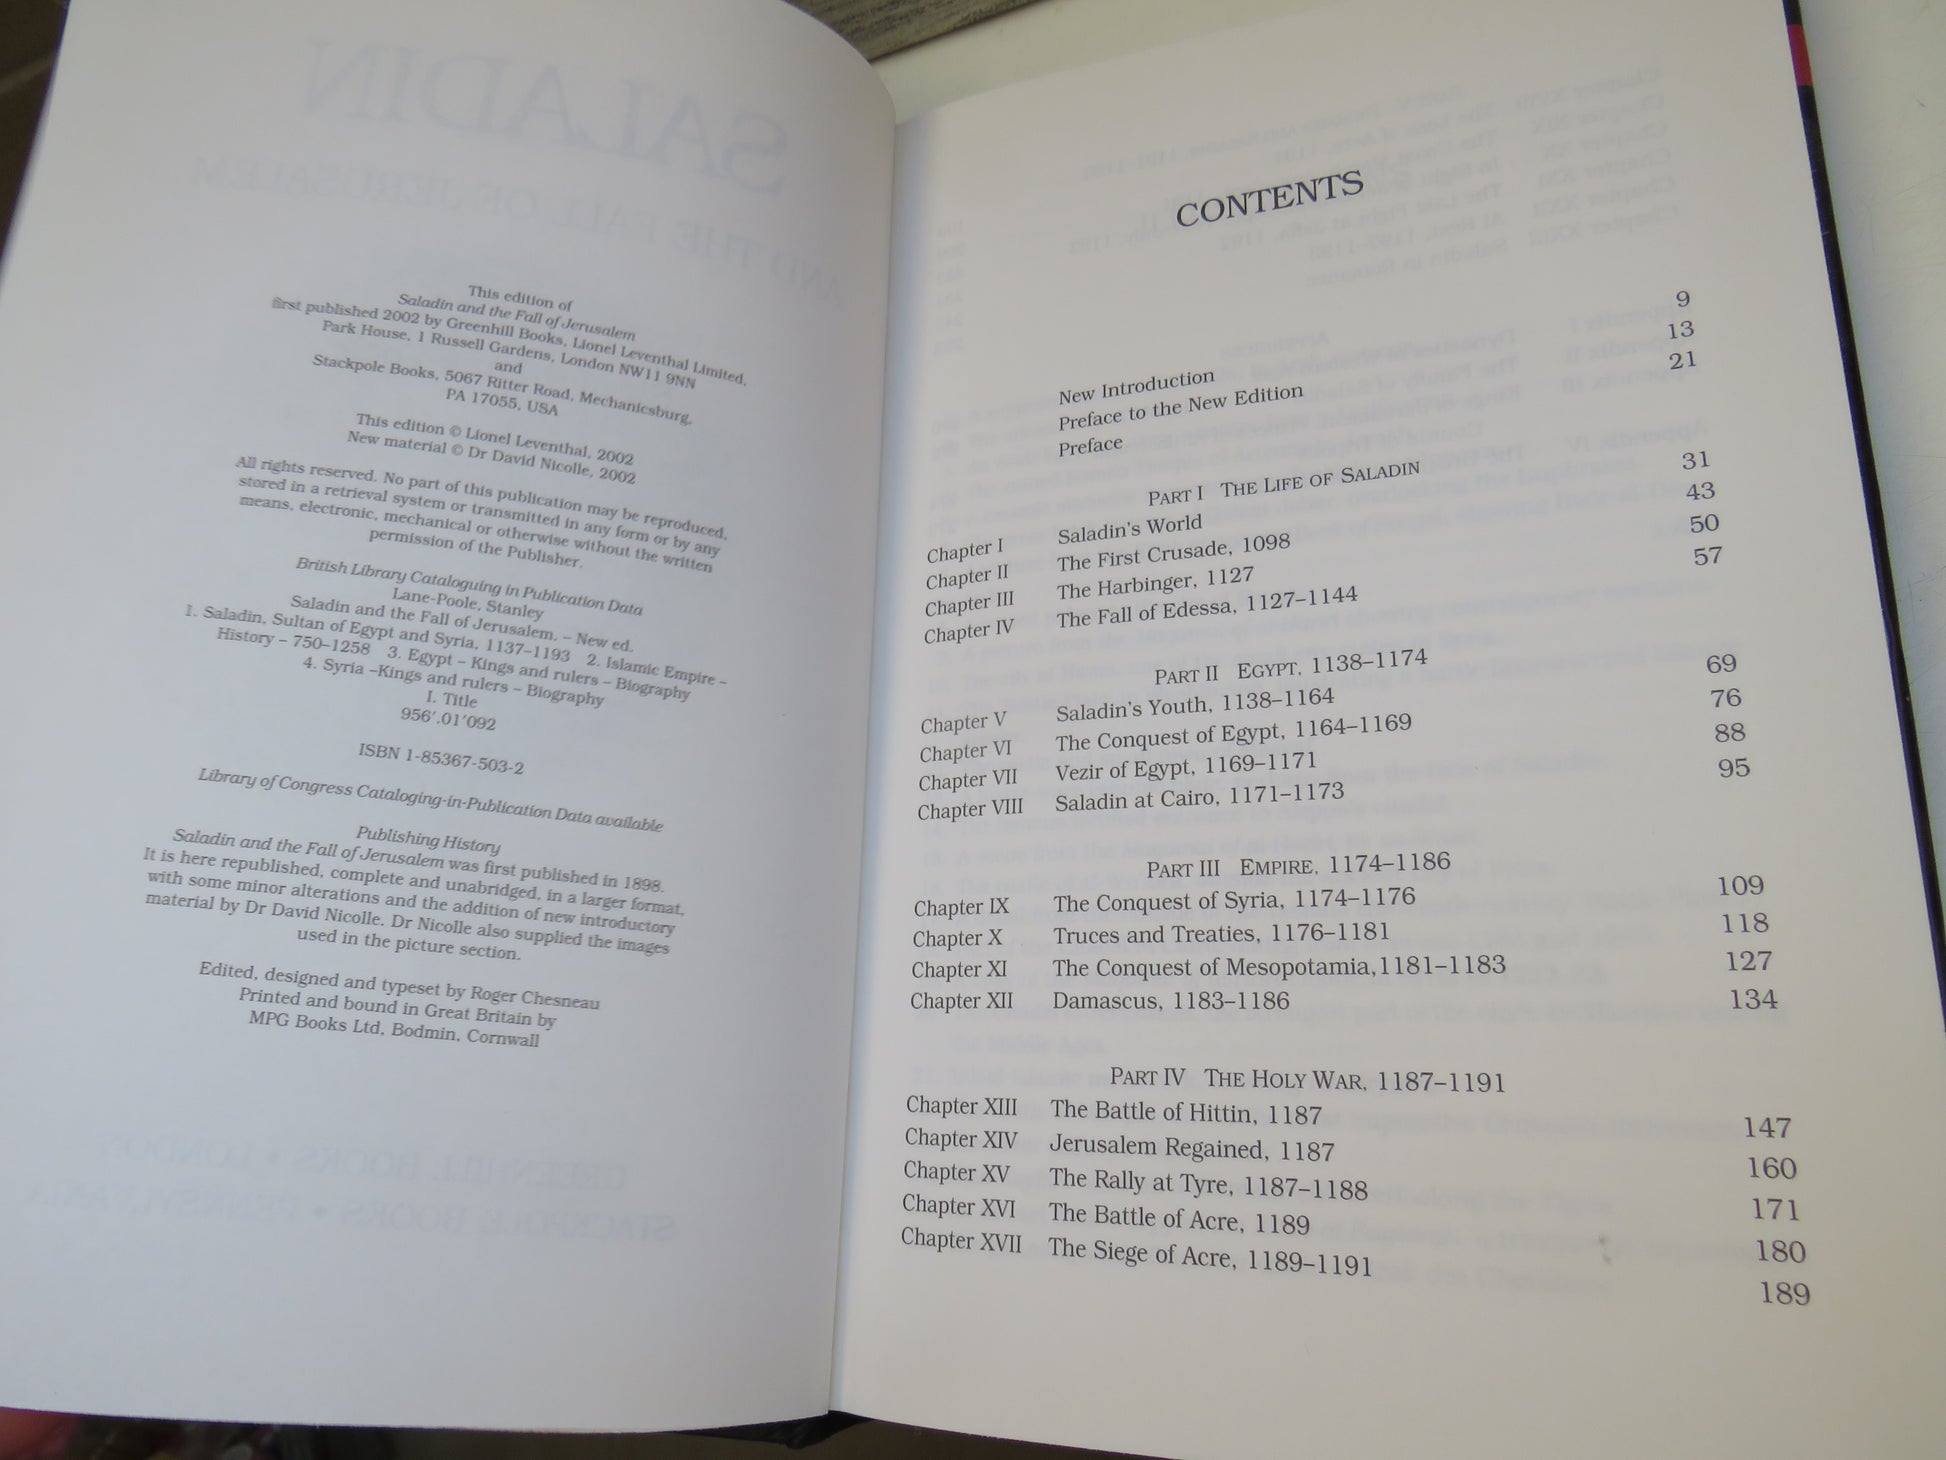 SALADIN
AND THE FALL OF JERUSALEM
This edition of
Saladin and the Fall of Jerusalem
first published 2002 by Greenhill Books, Lionel Leventhal Limited,
Park House, 1 Russell Gardens, London NW11 9NN
and
Stackpole Books, 5067 Ritter Road, Mechanicsburg,
PA 17055, USA
This edition © Lionel Leventhal, 2002
New material © Dr David Nicolle, 2002
All rights reserved. No part of this publication may be reproduced,
stored in a retrieval system or transmitted in any form or by any
means, electronic, mechanical or otherwise without the written
permission of the Publisher.
British Library Cataloguing in Publication Data
Lane-Poole, Stanley
Saladin and the Fall of Jerusalem. – New ed.
1. Saladin, Sultan of Egypt and Syria, 1137–1193 2. Islamic Empire –
History – 750–1258 3. Egypt – Kings and rulers – Biography
4. Syria –Kings and rulers – Biography
I. Title
956'.01'092
ISBN 1-85367-503-2
Library of Congress Cataloging-in-Publication Data available
Publishing History
Saladin and the Fall of Jerusalem was first published in 1898.
It is here republished, complete and unabridged, in a larger format,
with some minor alterations and the addition of new introductory
material by Dr David Nicolle. Dr Nicolle also supplied the images
used in the picture section.
Edited, designed and typeset by Roger Chesneau
Printed and bound in Great Britain by
MPG Books Ltd, Bodmin, Cornwall
GREENHILL BOOKS, LONDON
STACKPOLE BOOKS, PENNSYLVANIA
CONTENTS
New Introduction 9
Preface to the New Edition 13
Preface 21
PART I THE LIFE OF SALADIN
Chapter I Saladin's World 31
Chapter II The First Crusade, 1098 43
Chapter III The Harbinger, 1127 50
Chapter IV The Fall of Edessa, 1127–1144 57
PART II EGYPT, 1138–1174
Chapter V Saladin's Youth, 1138–1164 69
Chapter VI The Conquest of Egypt, 1164–1169 76
Chapter VII Vezir of Egypt, 1169–1171 88
Chapter VIII Saladin at Cairo, 1171–1173 95
PART III EMPIRE, 1174–1186
Chapter IX The Conquest of Syria, 1174–1176 109
Chapter X Truces and Treaties, 1176–1181 118
Chapter XI The Conquest of Mesopotamia,1181–1183 127
Chapter XII Damascus, 1183–1186 134
PART IV THE HOLY WAR, 1187–1191
Chapter XIII The Battle of Hittin, 1187 147
Chapter XIV Jerusalem Regained, 1187 160
Chapter XV The Rally at Tyre, 1187–1188 171
Chapter XVI The Battle of Acre, 1189 180
Chapter XVII The Siege of Acre, 1189–1191 189